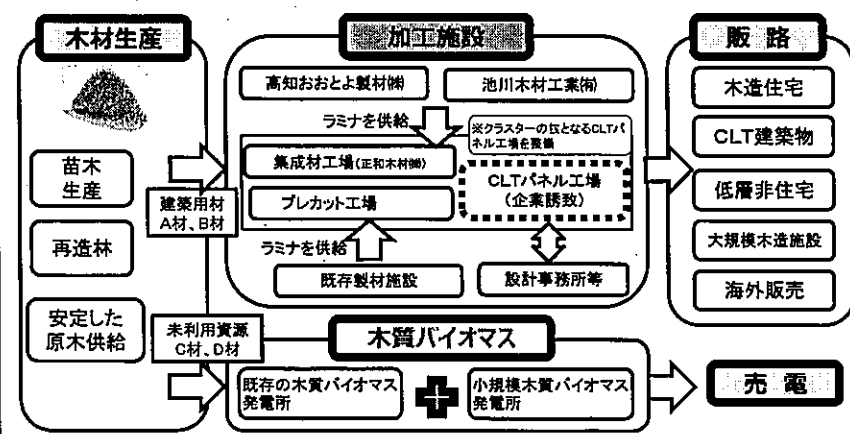 木材生産
苗木
生産
再造林
安定した
原木供給
建築用材
A材、B材
未利用資源
C材、D材
加工施設
高知おおとよ製材㈱
池川木材工業㈲
ラミナを供給
※クラスターの核となるCLTパ
ネル工場を整備
集成材工場(正和木材㈱)
プレカット工場
CLTパネル工場
(企業誘致)
ラミナを供給
既存製材施設
設計事務所等
木質バイオマス
既存の木質バイオマス
発電所
小規模木質バイオマス
発電所
販路
木造住宅
CLT建築物
低層非住宅
大規模木造施設
海外販売
売電